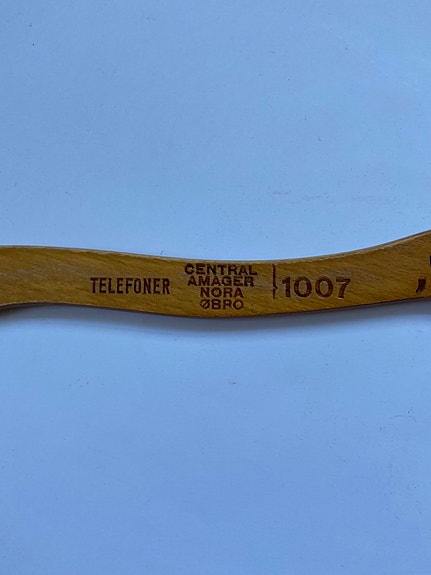 TELEFONER
CENTRAL
AMAGER
NORA
ØBRO
} 1007